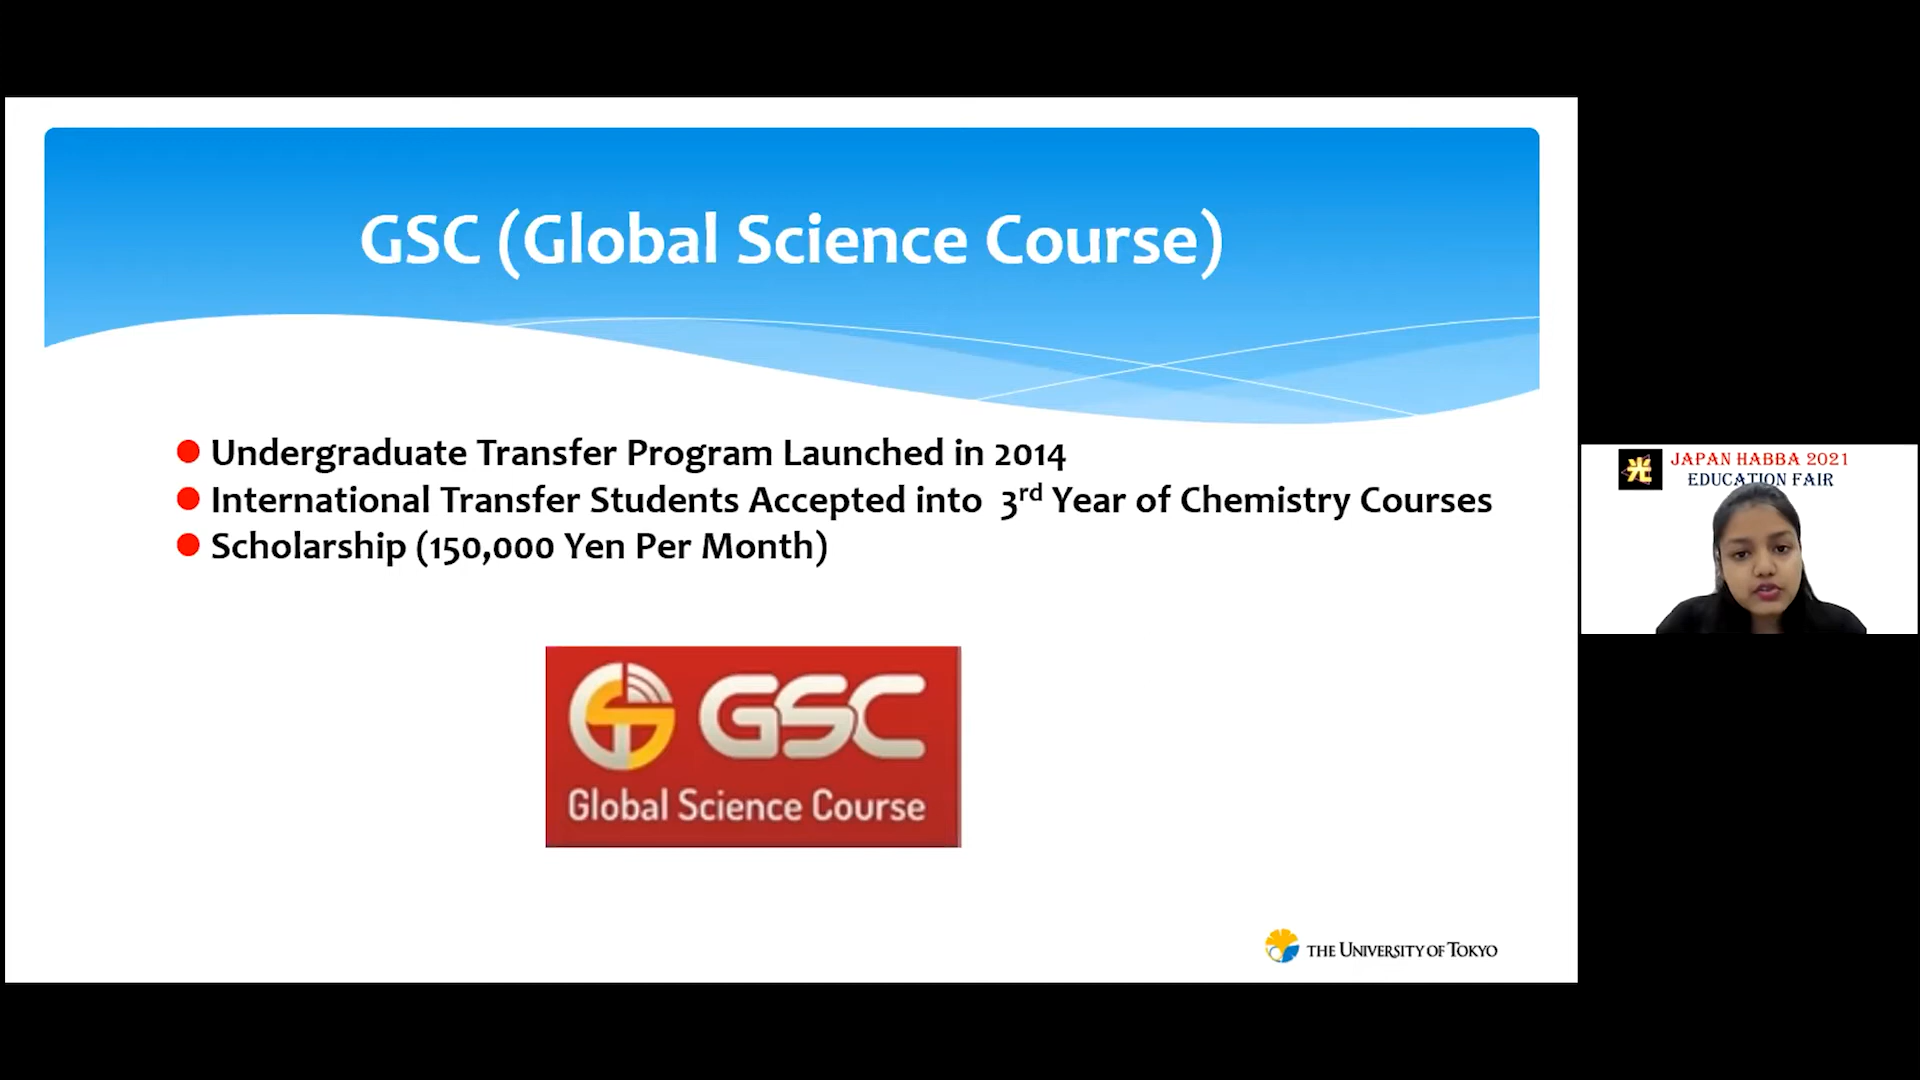 GSC (Global Science Course)
Undergraduate Transfer Program Launched in 2014
International Transfer Students Accepted into 3rd Year of Chemistry Courses
Scholarship (150,000 Yen Per Month)
GSC
Global Science Course
THE UNIVERSITY OF TOKYO
光
JAPAN HABBA 2021
EDUCATION FAIR